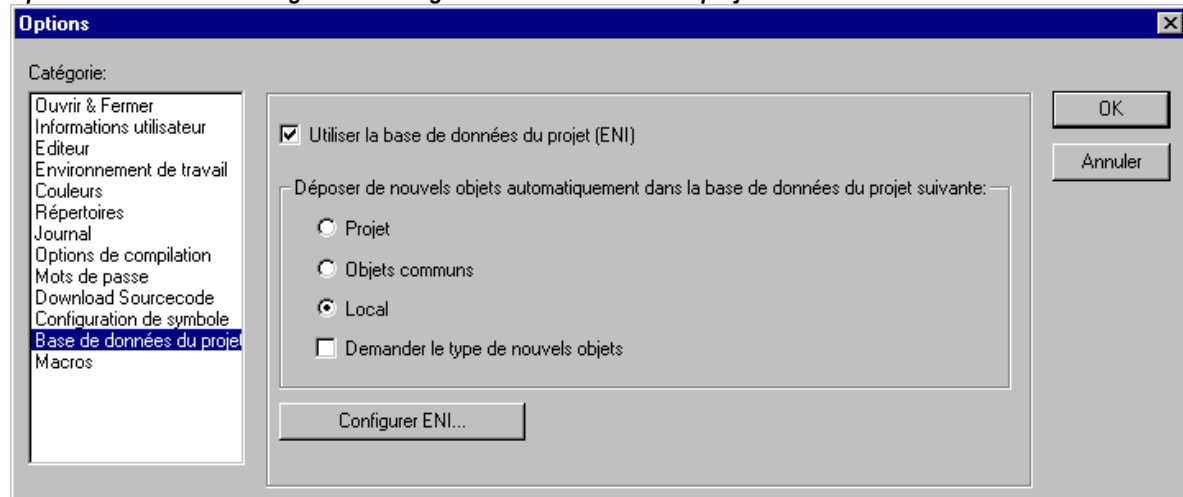 Options
Catégorie:
Ouvrir & Fermer
Informations utilisateur
Editeur
Environnement de travail
Couleurs
Répertoires
Journal
Options de compilation
Mots de passe
Download Sourcecode
Configuration de symbole
Base de données du projet
Macros
Utiliser la base de données du projet (ENI)
Déposer de nouvels objets automatiquement dans la base de données du projet suivante:
Projet
Objets communs
Local
Demander le type de nouvels objets
Configurer ENI...
OK
Annuler